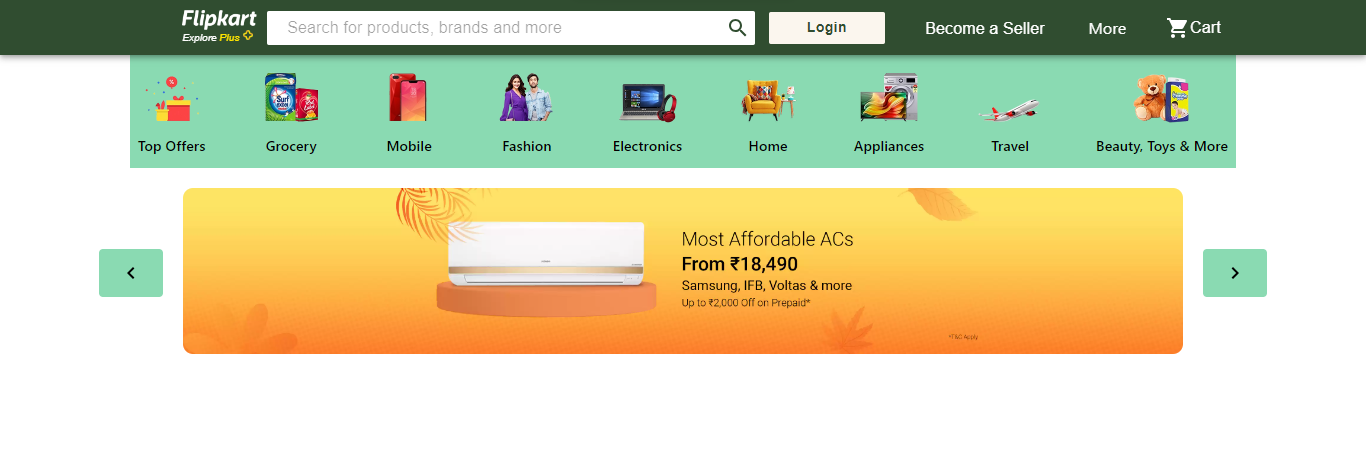 Flipkart
Explore Plus
Search for products, brands and more
Login
Become a Seller
More
Cart
Surf
Top Offers
Grocery
Mobile
Fashion
Electronics
Home
Appliances
Travel
Beauty, Toys & More
Most Affordable ACs
From ₹18,490
Samsung, IFB, Voltas & more
Up to ₹2,000 Off on Prepaid*
*T&C Apply